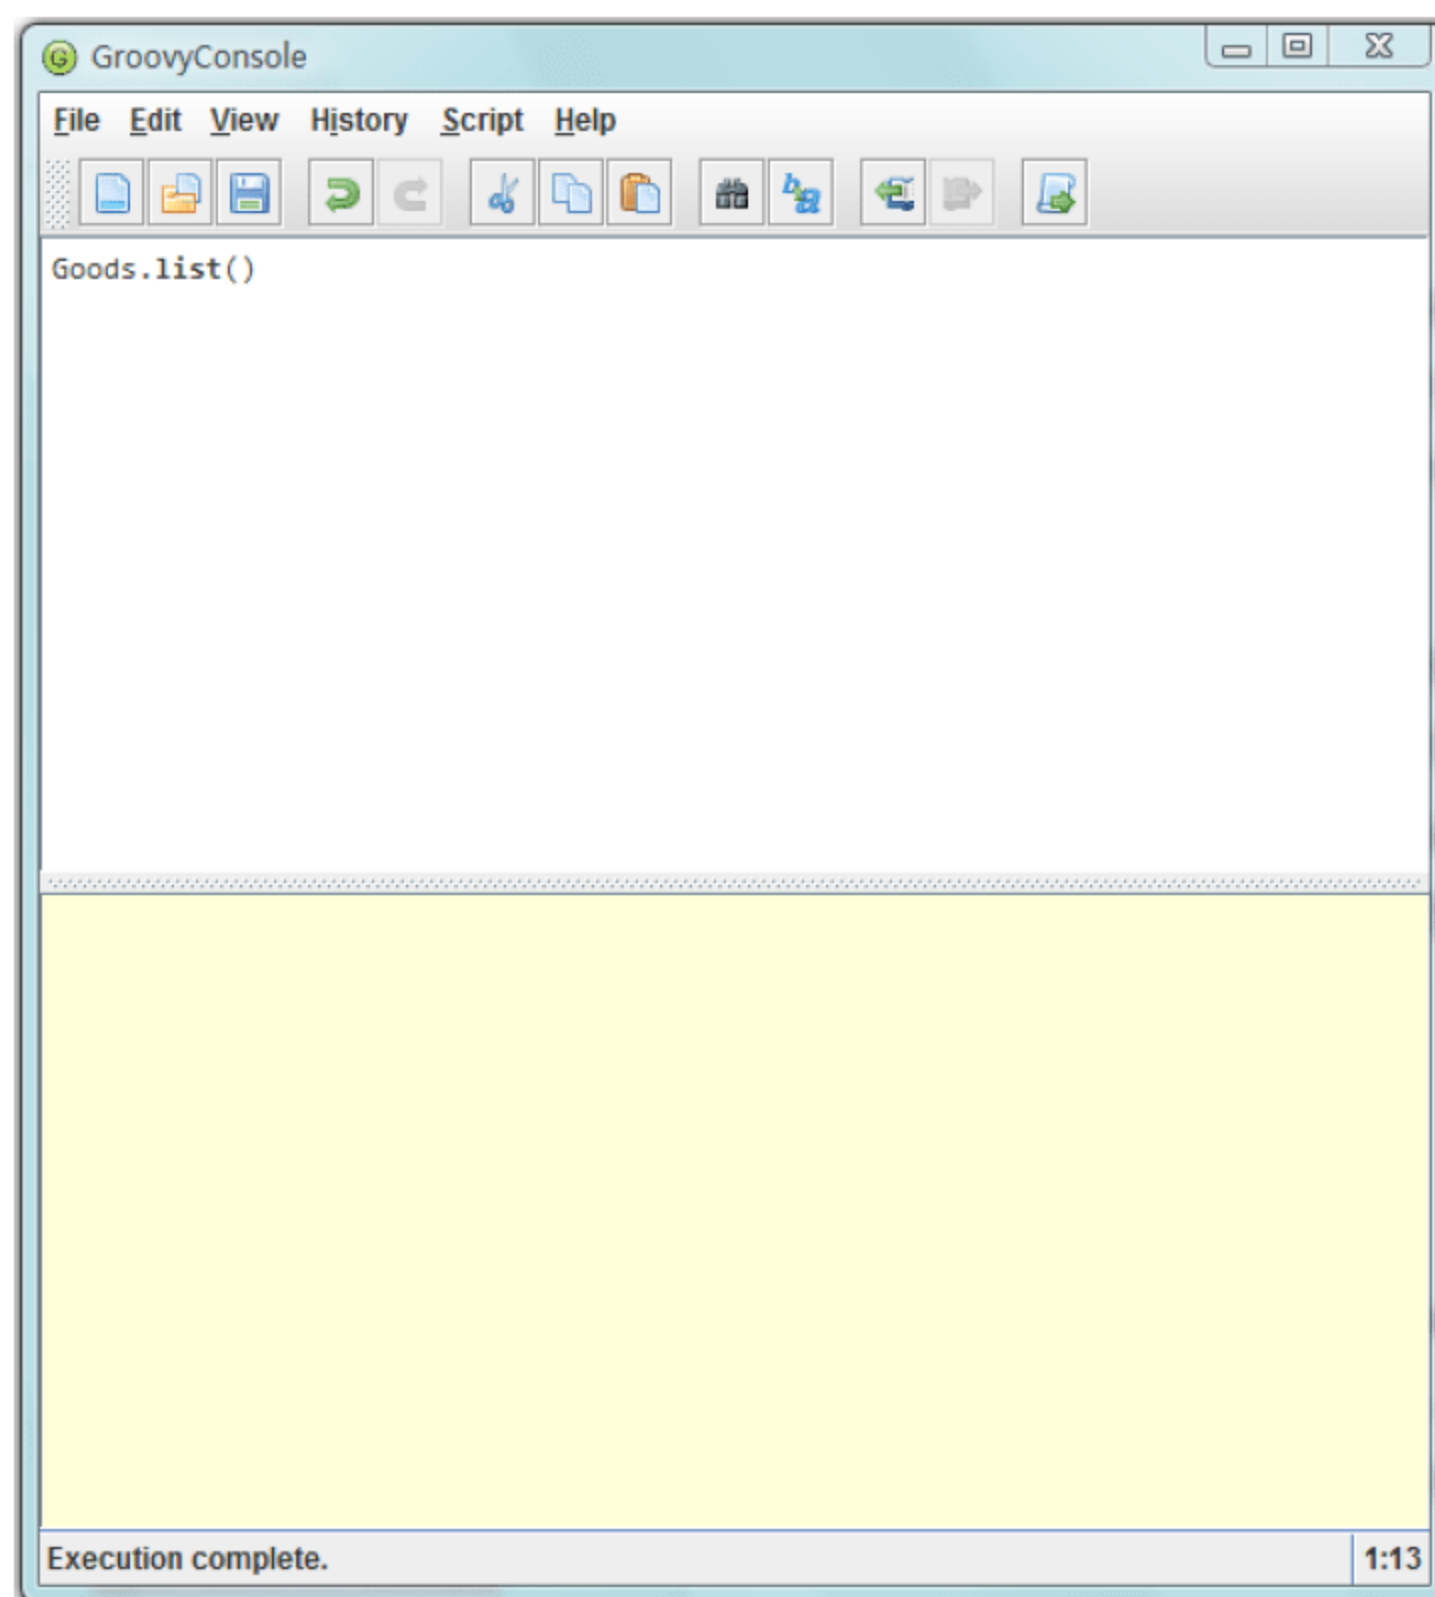 GroovyConsole
File Edit View History Script Help
Goods.list()
Execution complete.
1:13